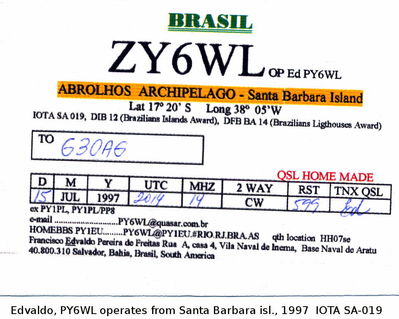 BRASIL
ZY6WL OP Ed PY6WL
ABROLHOS ARCHIPELAGO - Santa Barbara Island
Lat 17° 20´ S Long 38° 05'W
IOTA SA 019, DIB 12 (Brazilians Islands Award), DFB BA 14 (Brazilians Ligthouses Award)
TO G30AG
QSL HOME MADE
D M Y UTC MHZ 2 WAY RST TNX QSL
15 JUL 1997 2014 14 CW 599 Ed
ex PY1PL, PY1PL/PP8
e-mail ..............................PY6WL@quasar.com.br
HOMEBBS PY1EU.........PY6WL@PY1EU.#RIO.RJ.BRA.AS qth location HH07se
Francisco Edvaldo Pereira de Freitas Rua A, casa 4, Vila Naval de Inema, Base Naval de Aratu
40.800.310 Salvador, Bahia, Brasil, South America
Edvaldo, PY6WL operates from Santa Barbara isl., 1997 IOTA SA-019